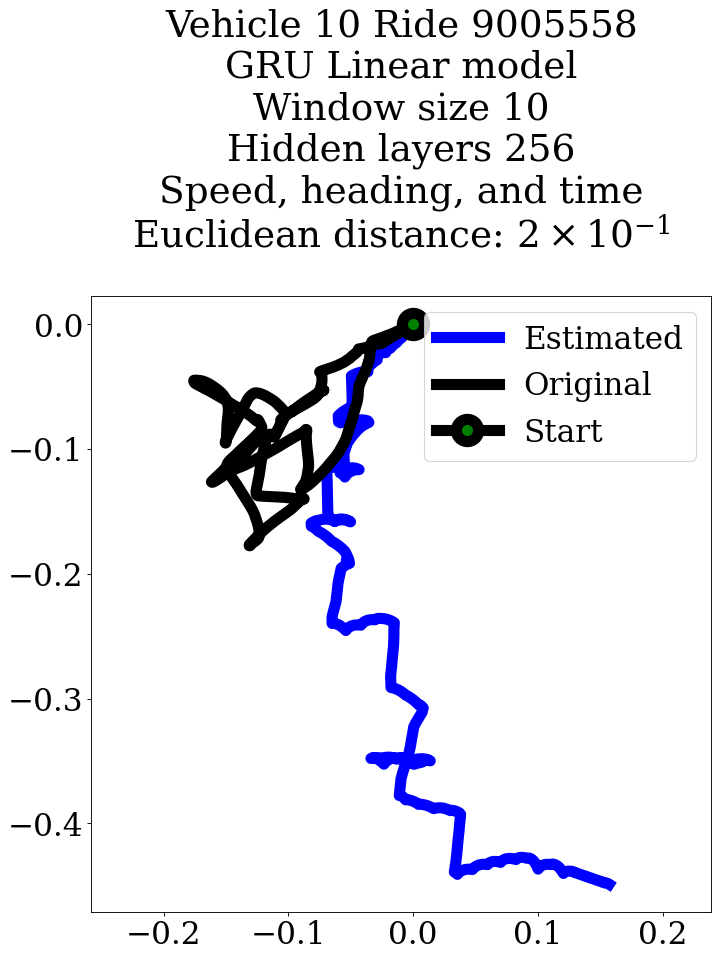 Vehicle 10 Ride 9005558
GRU Linear model
Window size 10
Hidden layers 256
Speed, heading, and time
Euclidean distance: 2 × 10⁻¹
Estimated
Original
Start
0.0
−0.1
−0.2
−0.3
−0.4
−0.2 −0.1 0.0 0.1 0.2